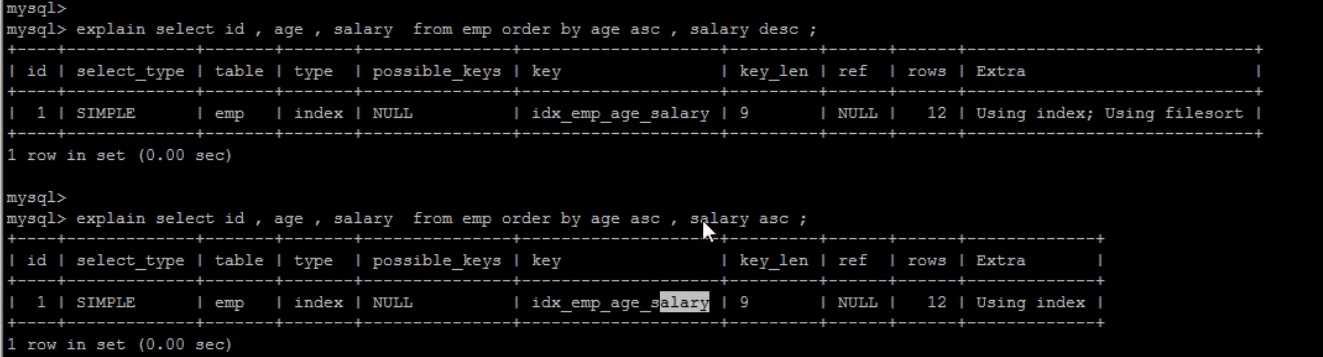 mysql>
mysql> explain select id , age , salary  from emp order by age asc , salary desc ;
+----+-------------+-------+-------+---------------+--------------------+---------+------+------+-----------------------------+
| id | select_type | table | type  | possible_keys | key                | key_len | ref  | rows | Extra                       |
+----+-------------+-------+-------+---------------+--------------------+---------+------+------+-----------------------------+
|  1 | SIMPLE      | emp   | index | NULL          | idx_emp_age_salary | 9       | NULL |   12 | Using index; Using filesort |
+----+-------------+-------+-------+---------------+--------------------+---------+------+------+-----------------------------+
1 row in set (0.00 sec)
mysql>
mysql> explain select id , age , salary  from emp order by age asc , salary asc ;
+----+-------------+-------+-------+---------------+--------------------+---------+------+------+-------------+
| id | select_type | table | type  | possible_keys | key                | key_len | ref  | rows | Extra       |
+----+-------------+-------+-------+---------------+--------------------+---------+------+------+-------------+
|  1 | SIMPLE      | emp   | index | NULL          | idx_emp_age_salary | 9       | NULL |   12 | Using index |
+----+-------------+-------+-------+---------------+--------------------+---------+------+------+-------------+
1 row in set (0.00 sec)